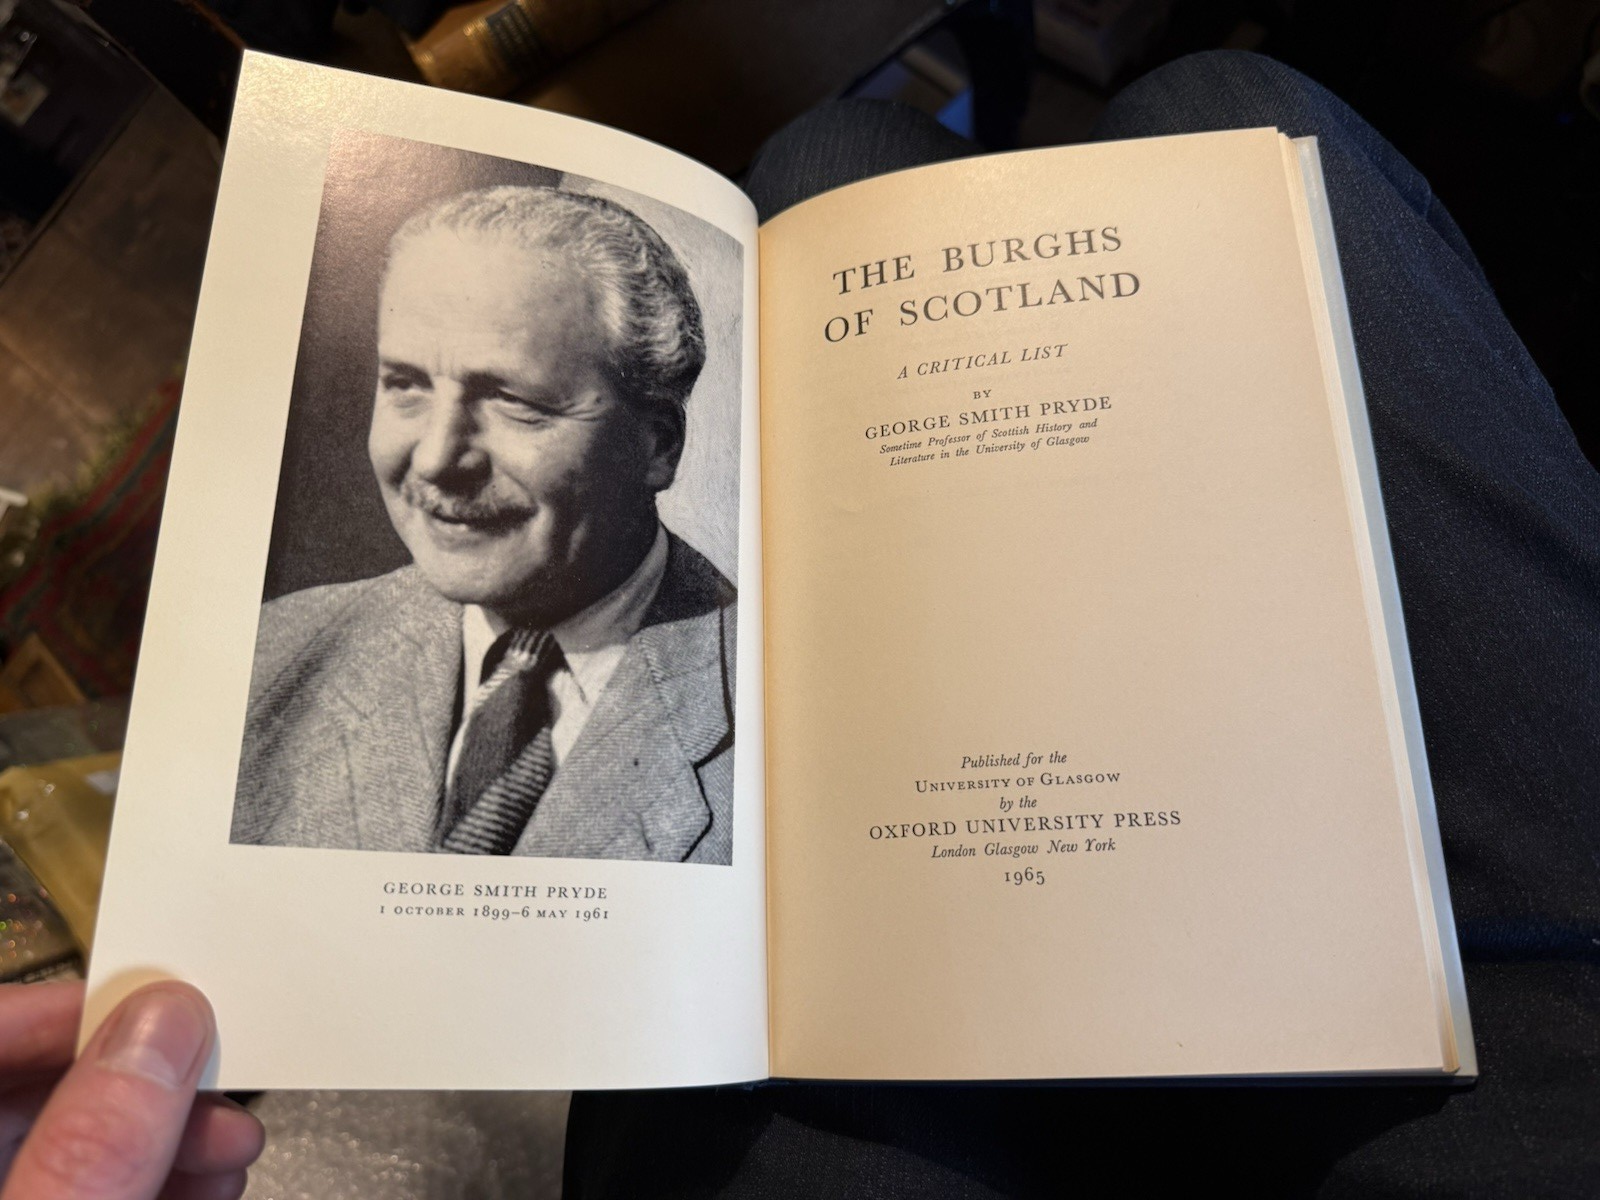 GEORGE SMITH PRYDE
1 OCTOBER 1899–6 MAY 1961
THE BURGHS
OF SCOTLAND
A CRITICAL LIST
BY
GEORGE SMITH PRYDE
Sometime Professor of Scottish History and
Literature in the University of Glasgow
Published for the
UNIVERSITY OF GLASGOW
by the
OXFORD UNIVERSITY PRESS
London Glasgow New York
1965